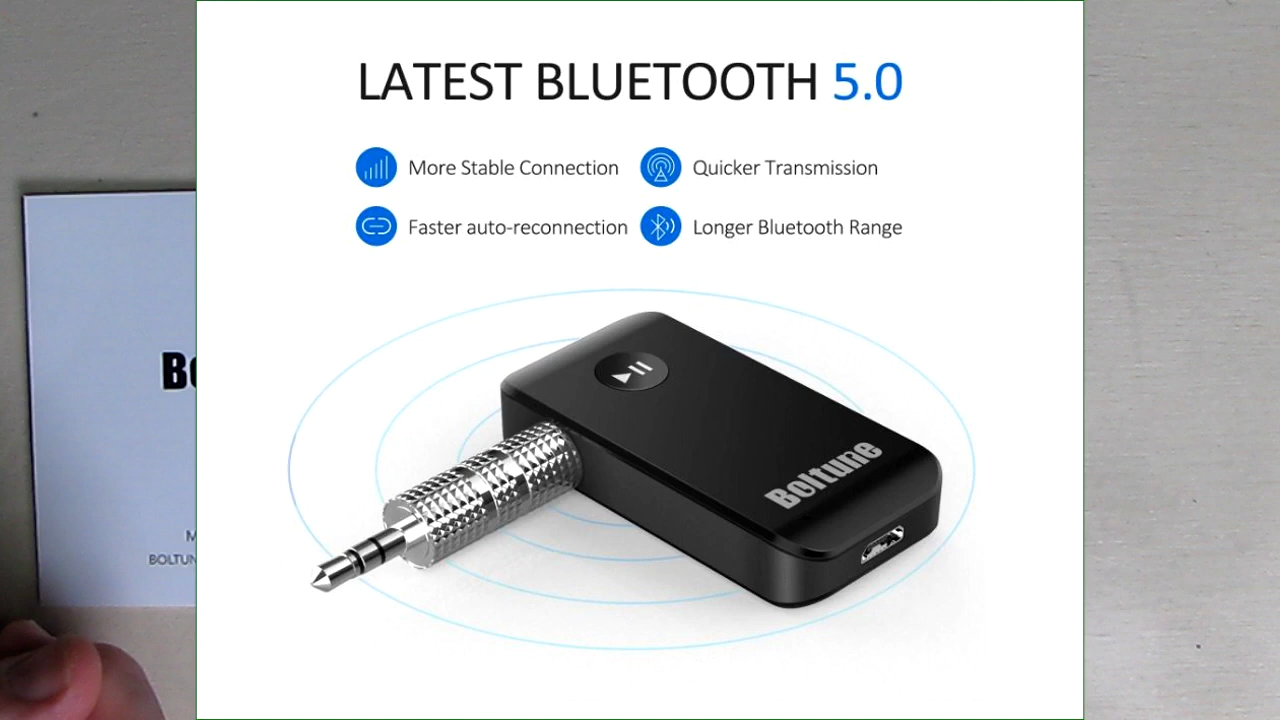 LATEST BLUETOOTH 5.0
More Stable Connection
Quicker Transmission
Faster auto-reconnection
Longer Bluetooth Range
Boltune